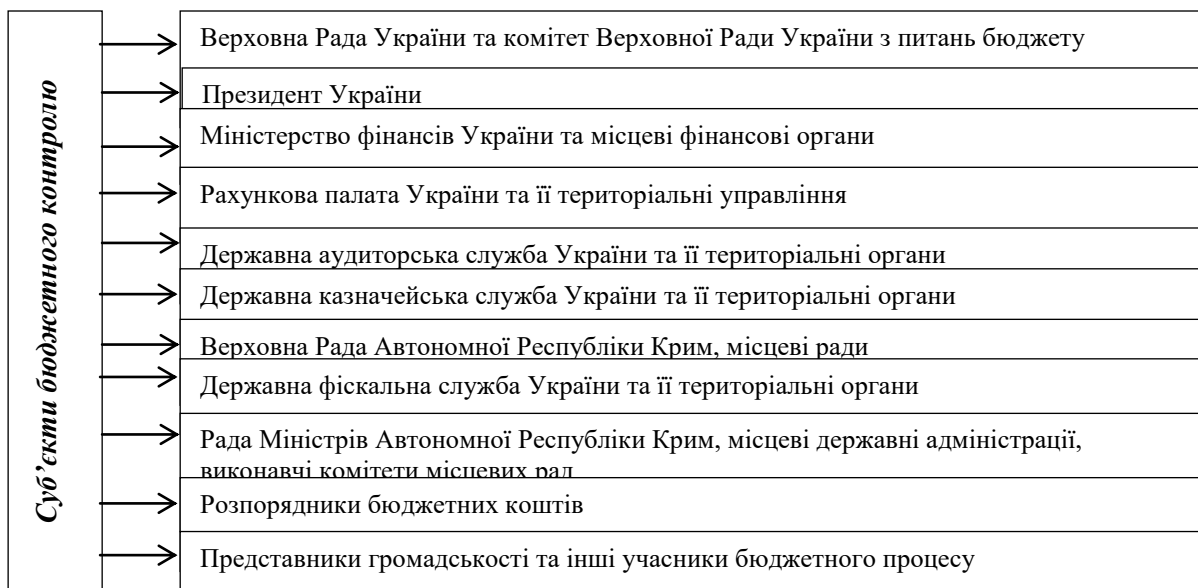 Суб’єкти бюджетного контролю
Верховна Рада України та комітет Верховної Ради України з питань бюджету
Президент України
Міністерство фінансів України та місцеві фінансові органи
Рахункова палата України та її територіальні управління
Державна аудиторська служба України та її територіальні органи
Державна казначейська служба України та її територіальні органи
Верховна Рада Автономної Республіки Крим, місцеві ради
Державна фіскальна служба України та її територіальні органи
Рада Міністрів Автономної Республіки Крим, місцеві державні адміністрації,
виконавчі комітети місцевих рад
Розпорядники бюджетних коштів
Представники громадськості та інші учасники бюджетного процесу